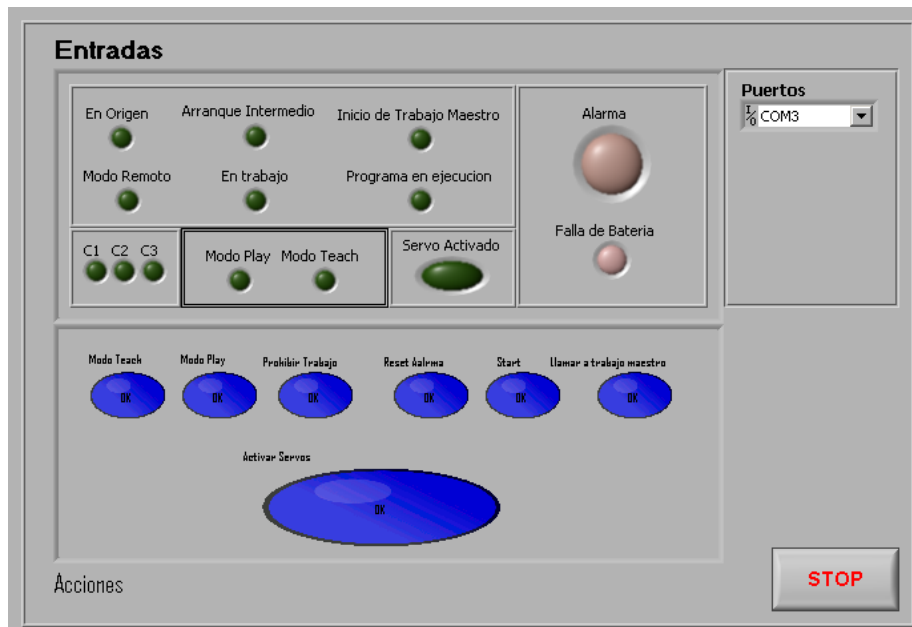 Entradas
Puertos
I/O COM3
En Origen
Arranque Intermedio
Inicio de Trabajo Maestro
Alarma
Modo Remoto
En trabajo
Programa en ejecucion
Falla de Bateria
C1 C2 C3
Modo Play Modo Teach
Servo Activado
Modo Teach
Modo Play
Prohibir Trabajo
Reset Aalrma
Start
Llamar a trabajo maestro
OK
OK
OK
OK
OK
OK
Activar Servos
OK
Acciones
STOP